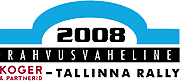 2008
RAHVUSVAHELINE
KOGER & PARTNERID – TALLINNA RALLY